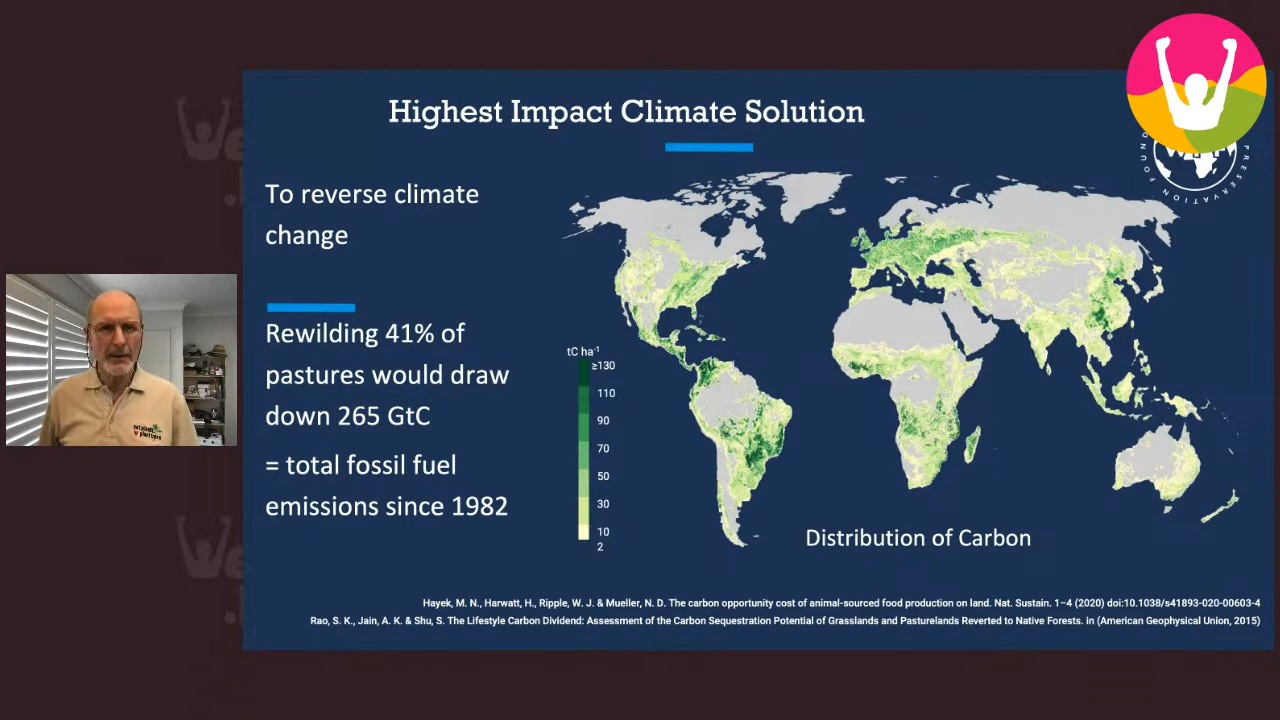 Highest Impact Climate Solution
To reverse climate
change
Rewilding 41% of
pastures would draw
down 265 GtC
= total fossil fuel
emissions since 1982
tC ha⁻¹
≥130
110
90
70
50
30
10
2
Distribution of Carbon
Hayek, M. N., Harwatt, H., Ripple, W. J. & Mueller, N. D. The carbon opportunity cost of animal-sourced food production on land. Nat. Sustain. 1–4 (2020) doi:10.1038/s41893-020-00603-4
Rao, S. K., Jain, A. K. & Shu, S. The Lifestyle Carbon Dividend: Assessment of the Carbon Sequestration Potential of Grasslands and Pasturelands Reverted to Native Forests. in (American Geophysical Union, 2015)
PRESERVATION